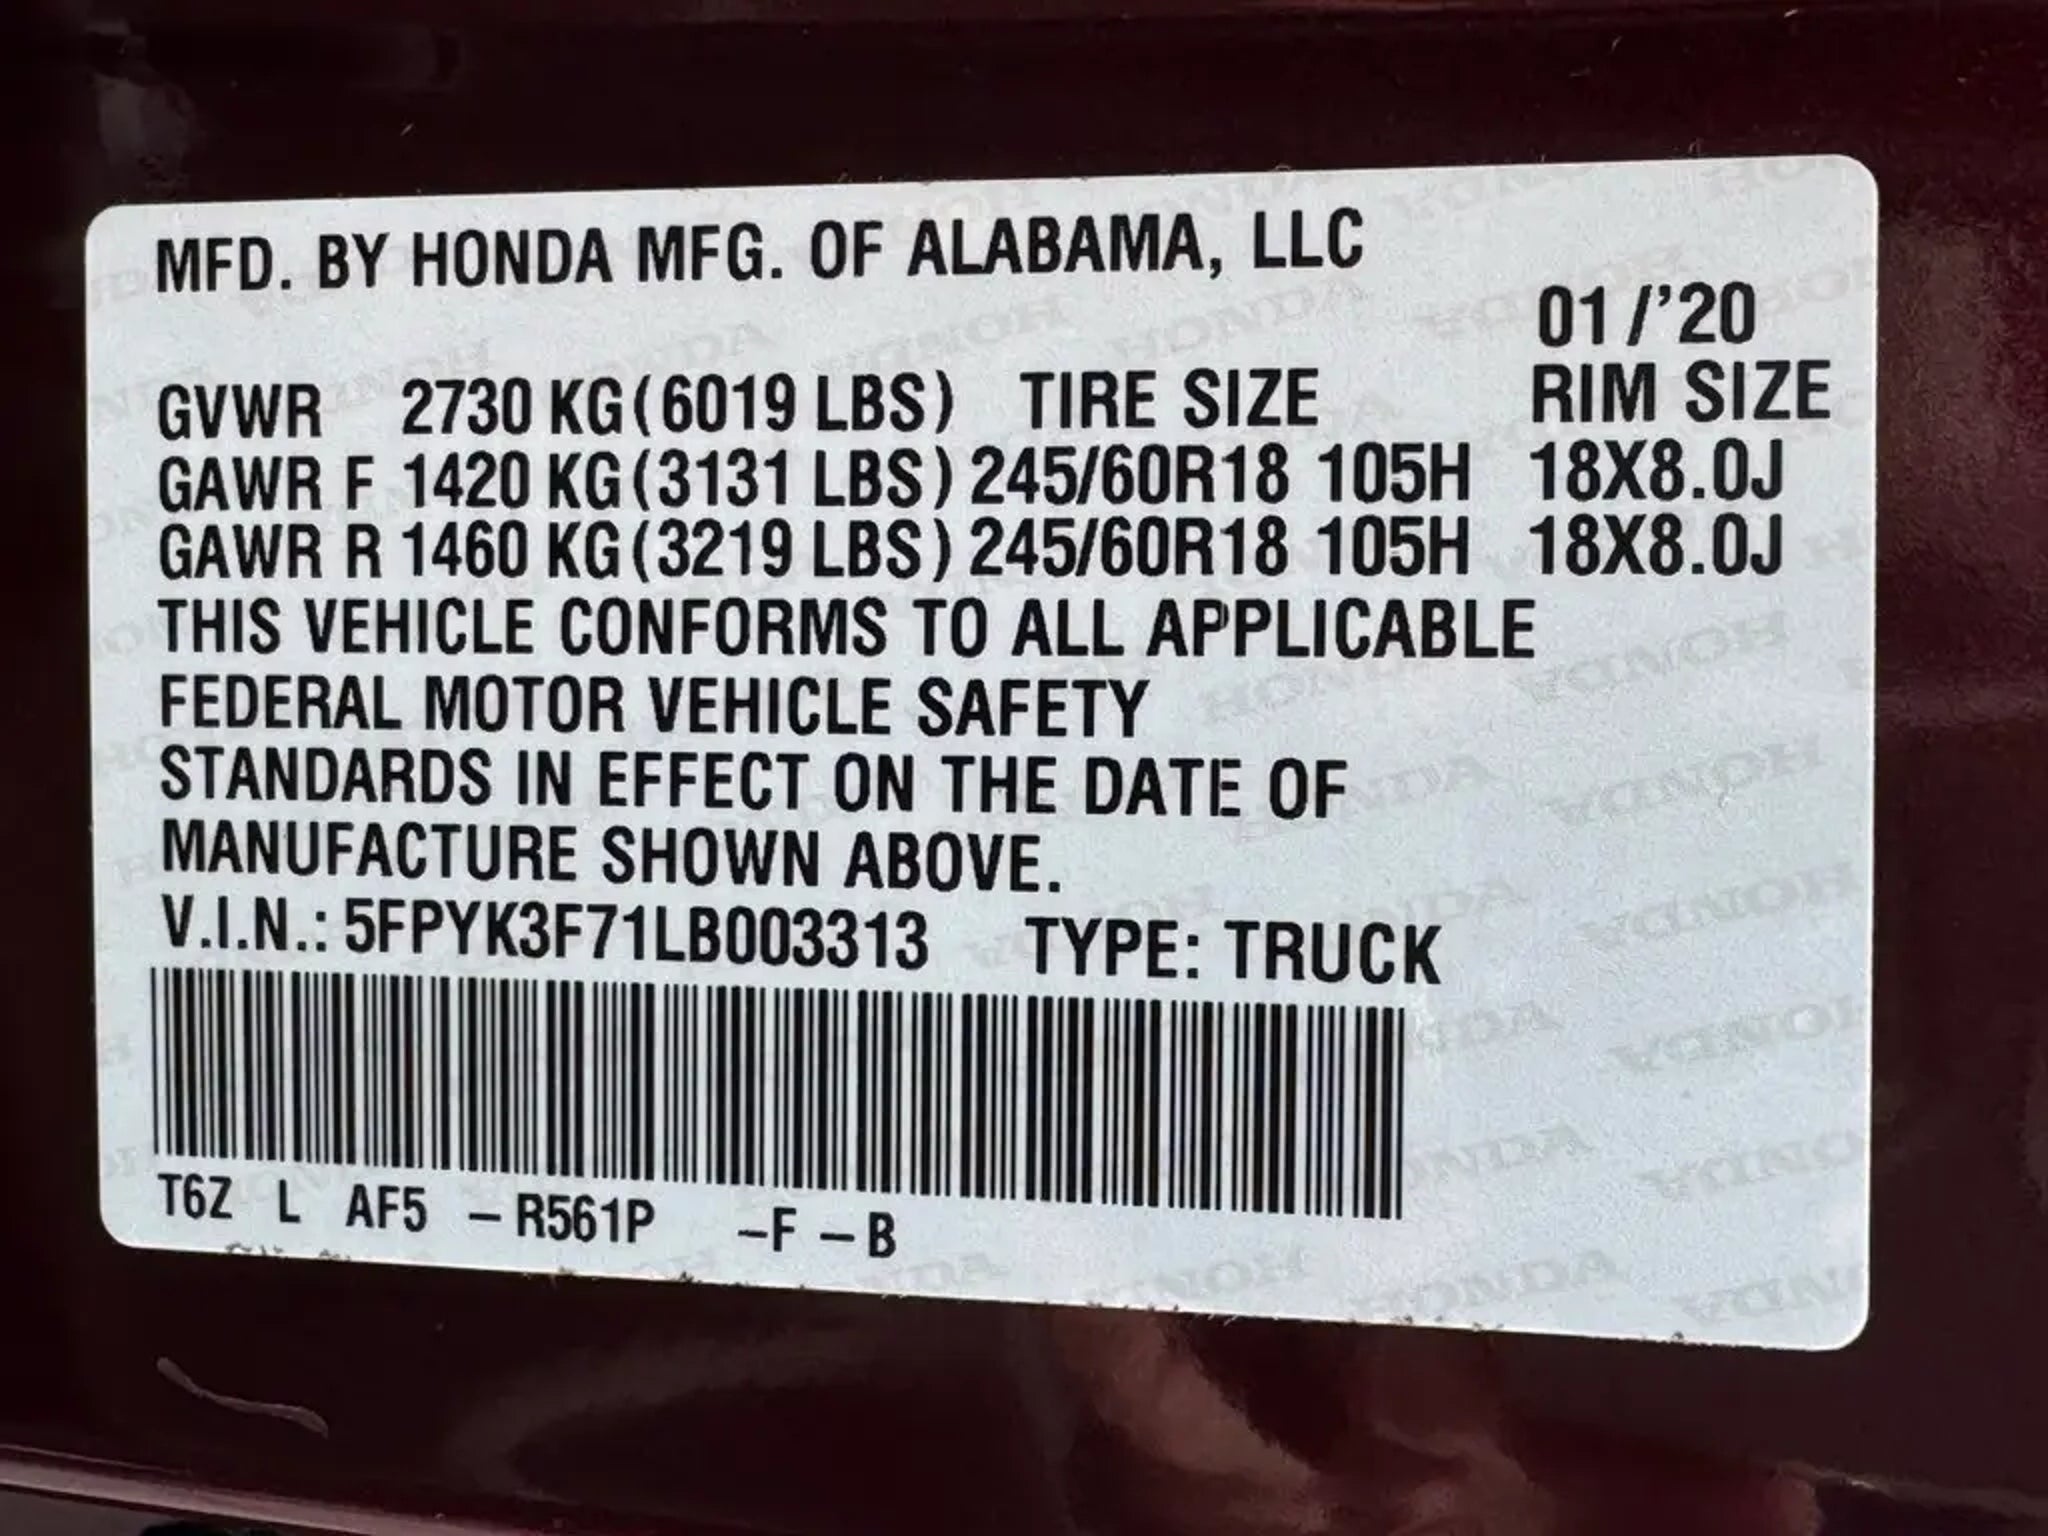 MFD. BY HONDA MFG. OF ALABAMA, LLC
01/'20
GVWR 2730 KG(6019 LBS) TIRE SIZE RIM SIZE
GAWR F 1420 KG(3131 LBS) 245/60R18 105H 18X8.0J
GAWR R 1460 KG(3219 LBS) 245/60R18 105H 18X8.0J
THIS VEHICLE CONFORMS TO ALL APPLICABLE
FEDERAL MOTOR VEHICLE SAFETY
STANDARDS IN EFFECT ON THE DATE OF
MANUFACTURE SHOWN ABOVE.
V.I.N.: 5FPYK3F71LB003313 TYPE: TRUCK
T6Z L AF5 –R561P –F –B